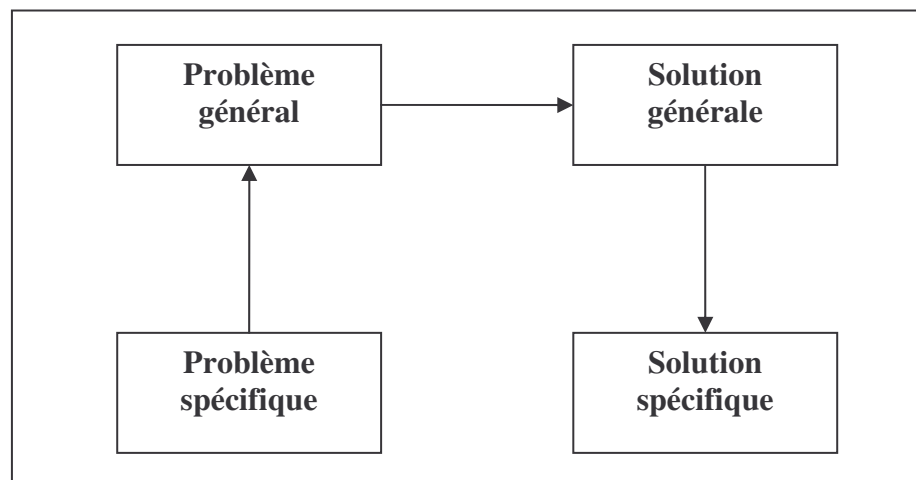 Problème
général
Solution
générale
Problème
spécifique
Solution
spécifique